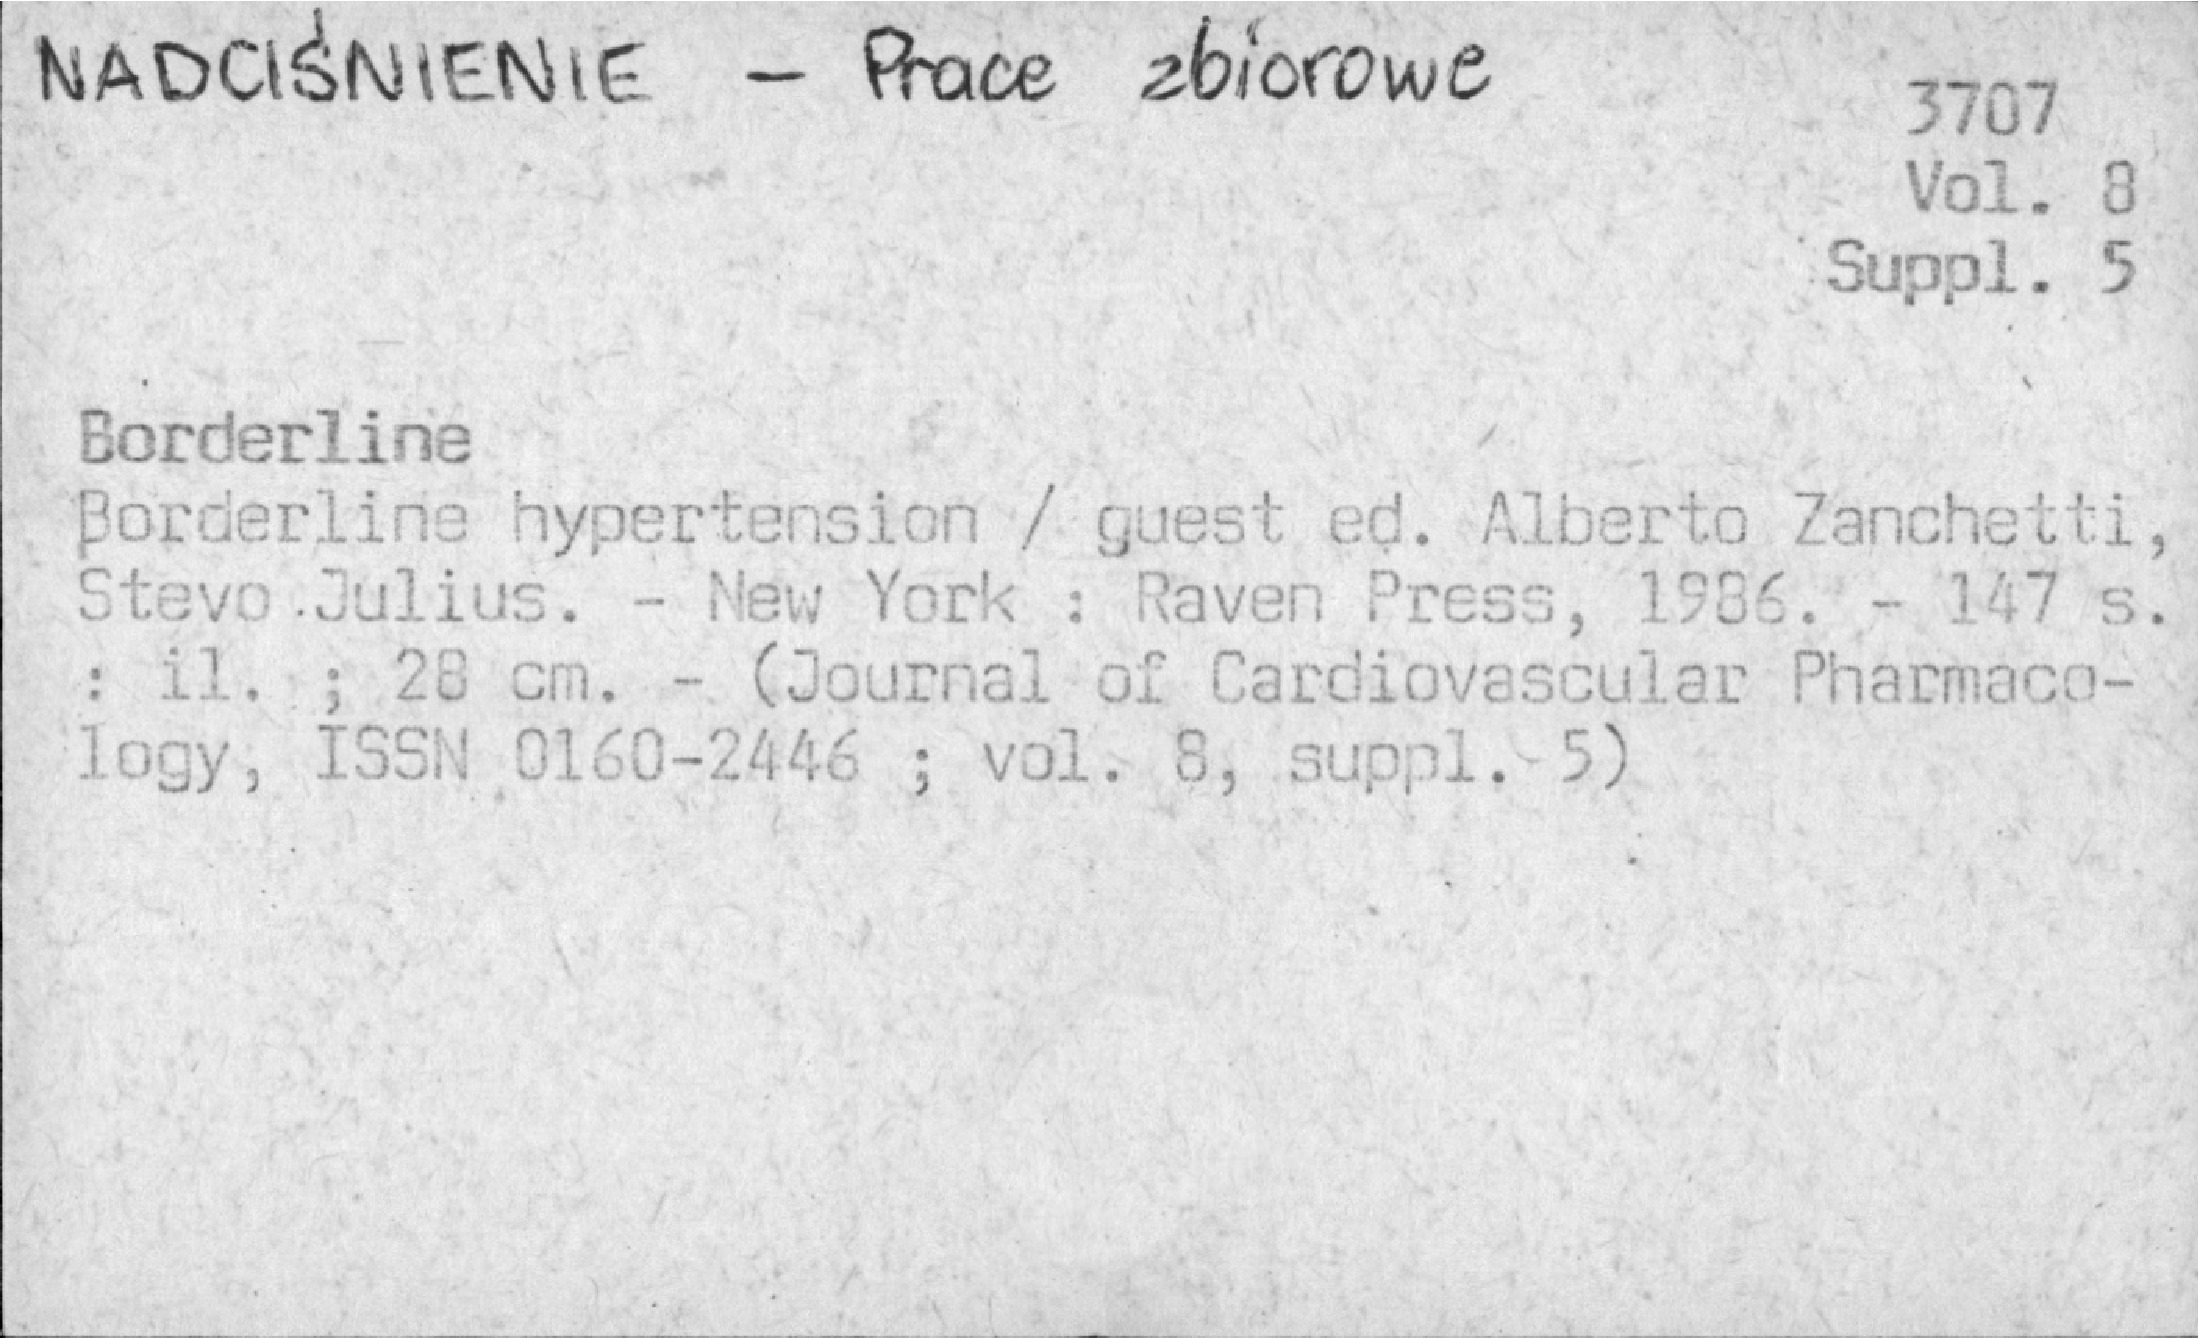 NADCIŚNIENIE – Prace zbiorowe
3707
Vol. 8
Suppl. 5
Borderline
Borderline hypertension / guest ed. Alberto Zanchetti,
Stevo Julius. - New York : Raven Press, 1986. - 147 s.
: il. ; 28 cm. - (Journal of Cardiovascular Pharmaco-
logy, ISSN 0160-2446 ; vol. 8, suppl. 5)